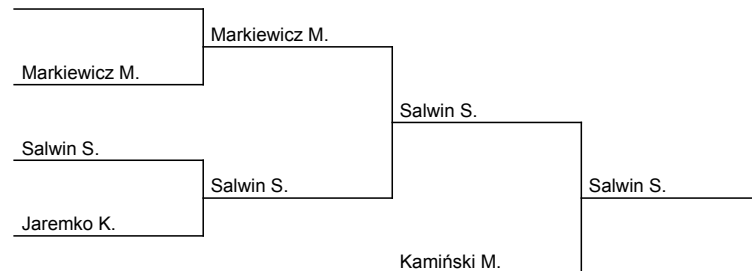 Markiewicz M.
Markiewicz M.
Salwin S.
Salwin S.
Salwin S.
Salwin S.
Jaremko K.
Kamiński M.